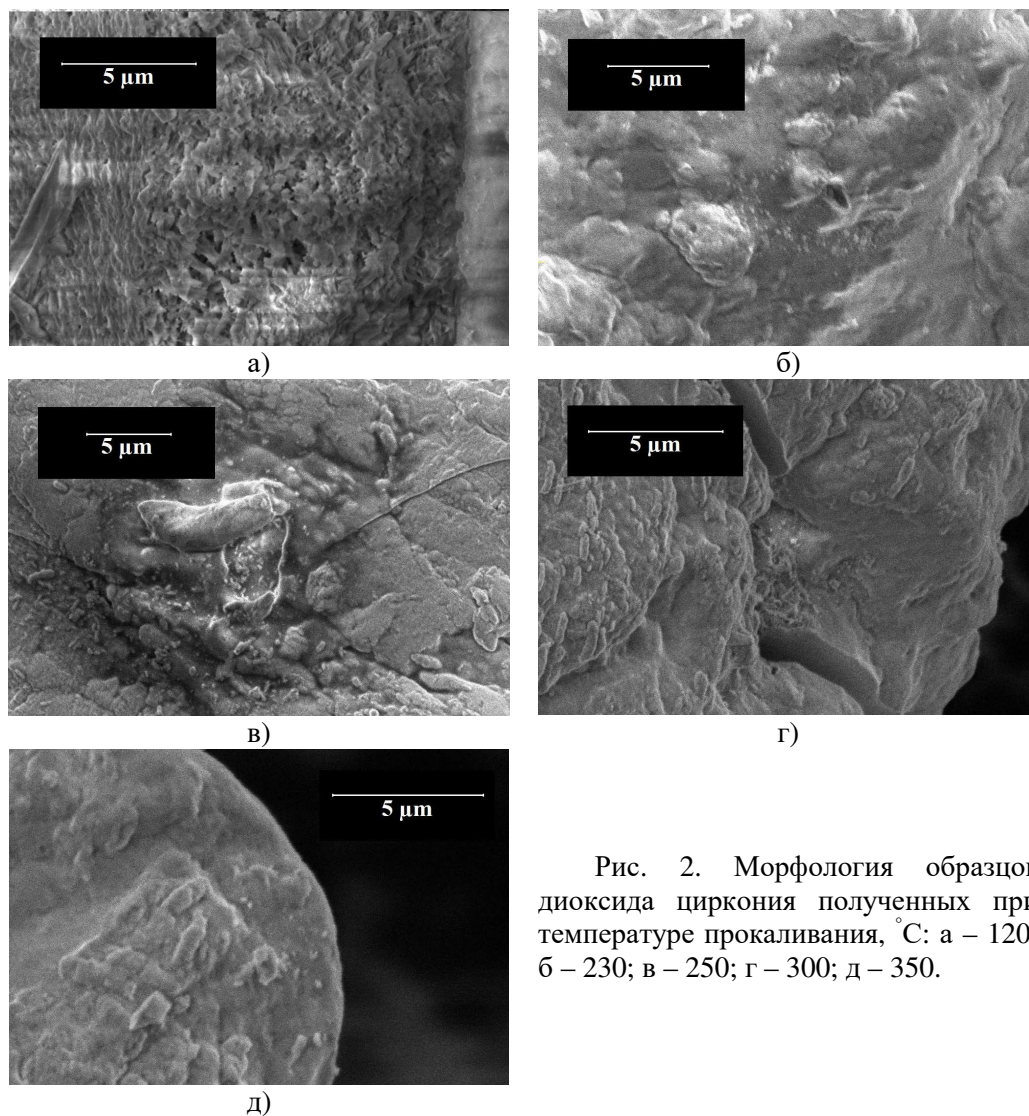 5 µm
5 µm
а)
б)
5 µm
5 µm
в)
г)
5 µm
Рис. 2. Морфология образцов
диоксида циркония полученных при
температуре прокаливания, °C: а – 120
б – 230; в – 250; г – 300; д – 350.
д)